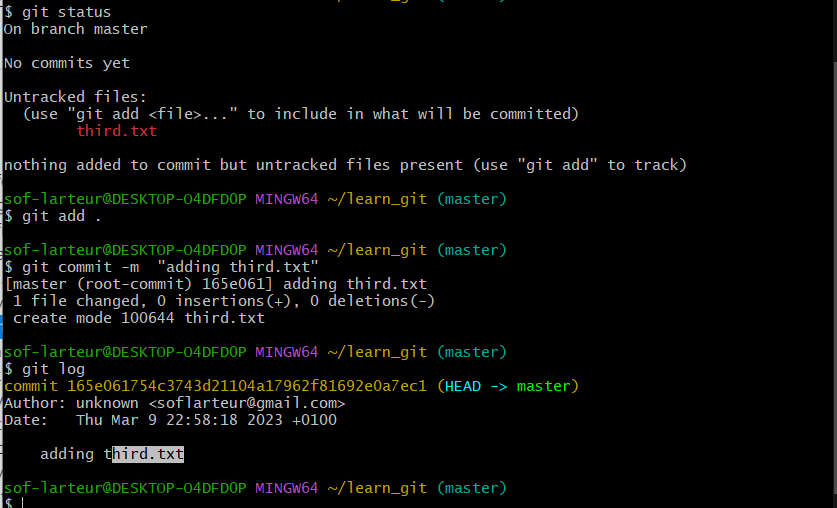 $ git status
On branch master
No commits yet
Untracked files:
  (use "git add <file>..." to include in what will be committed)
        third.txt
nothing added to commit but untracked files present (use "git add" to track)
sof-larteur@DESKTOP-O4DFDOP MINGW64 ~/learn_git (master)
$ git add .
sof-larteur@DESKTOP-O4DFDOP MINGW64 ~/learn_git (master)
$ git commit -m  "adding third.txt"
[master (root-commit) 165e061] adding third.txt
 1 file changed, 0 insertions(+), 0 deletions(-)
 create mode 100644 third.txt
sof-larteur@DESKTOP-O4DFDOP MINGW64 ~/learn_git (master)
$ git log
commit 165e061754c3743d21104a17962f81692e0a7ec1 (HEAD -> master)
Author: unknown <soflarteur@gmail.com>
Date:   Thu Mar 9 22:58:18 2023 +0100
    adding third.txt
sof-larteur@DESKTOP-O4DFDOP MINGW64 ~/learn_git (master)
$